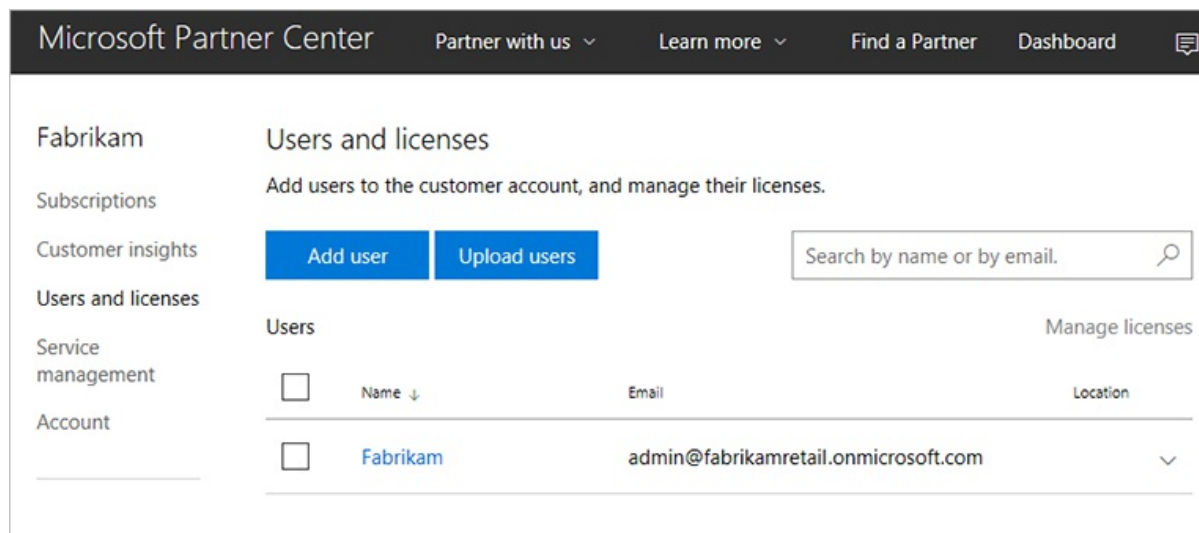 Microsoft Partner Center Partner with us Learn more Find a Partner Dashboard
Fabrikam
Subscriptions
Customer insights
Users and licenses
Service
management
Account
Users and licenses
Add users to the customer account, and manage their licenses.
Add user Upload users Search by name or by email.
Users Manage licenses
Name ↓ Email Location
Fabrikam admin@fabrikamretail.onmicrosoft.com